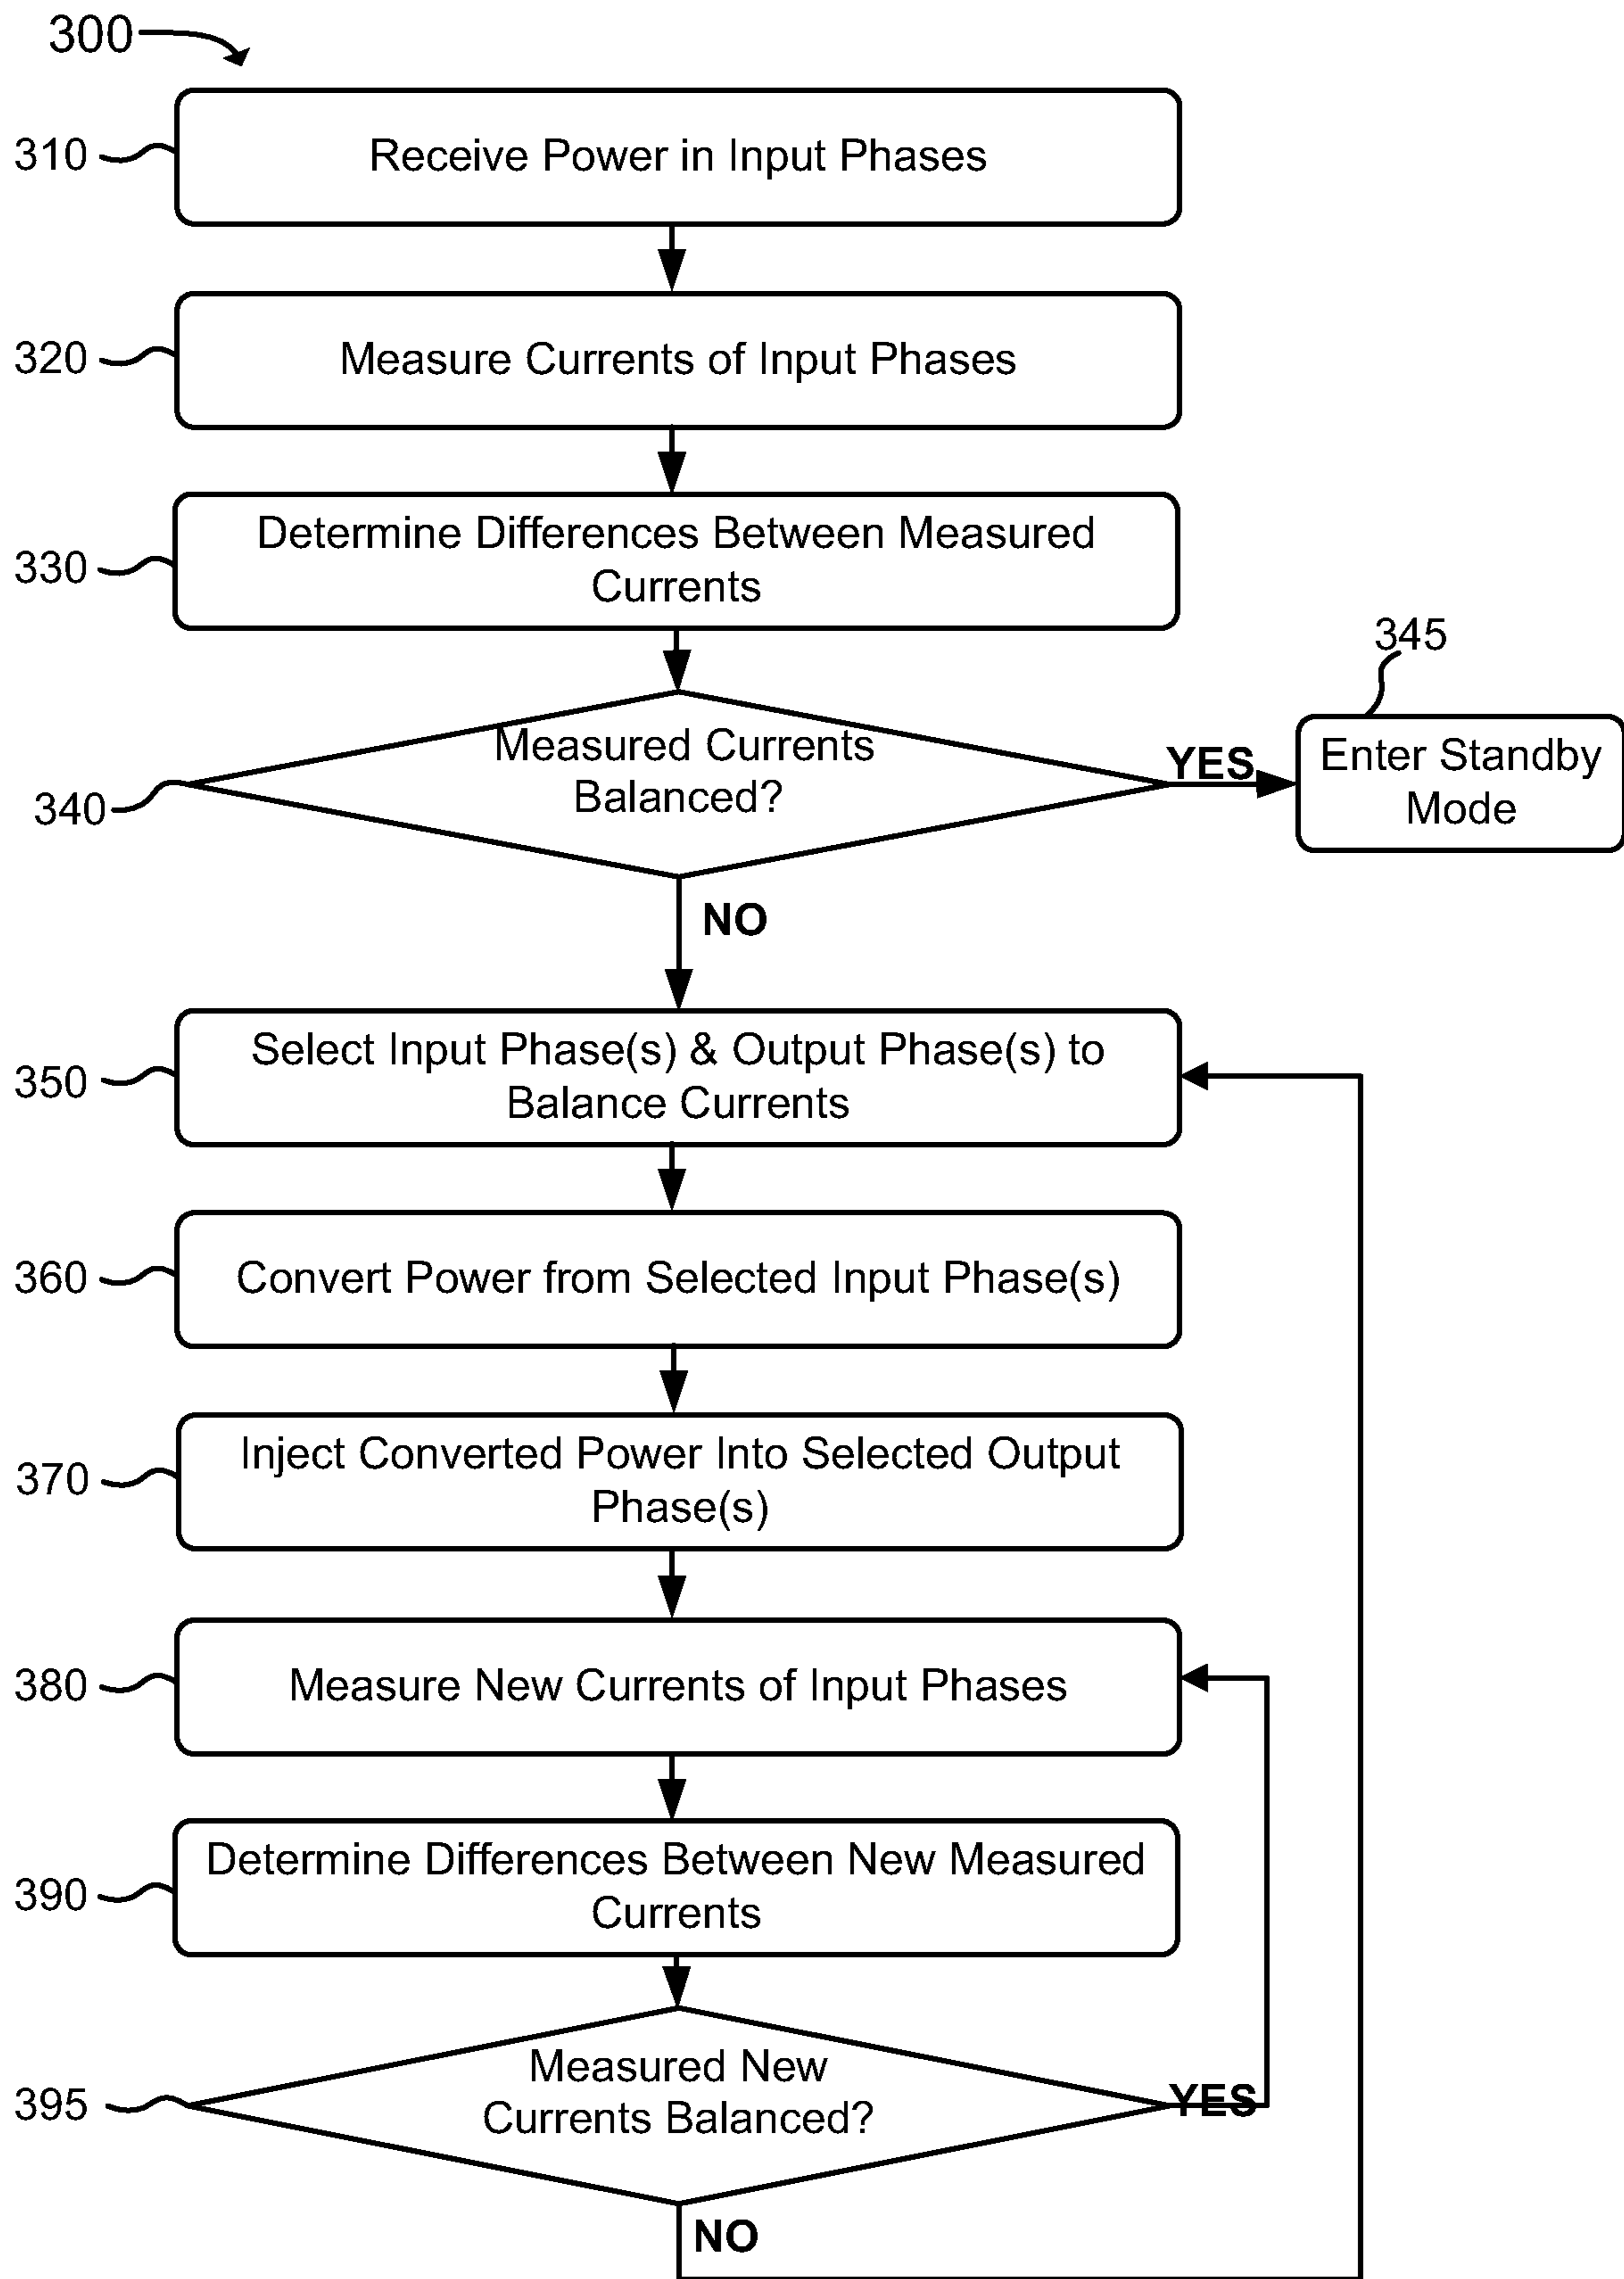 300
310
Receive Power in Input Phases
320
Measure Currents of Input Phases
330
Determine Differences Between Measured
Currents
340
Measured Currents
Balanced?
YES
345
Enter Standby
Mode
NO
350
Select Input Phase(s) & Output Phase(s) to
Balance Currents
360
Convert Power from Selected Input Phase(s)
370
Inject Converted Power Into Selected Output
Phase(s)
380
Measure New Currents of Input Phases
390
Determine Differences Between New Measured
Currents
395
Measured New
Currents Balanced?
YES
NO